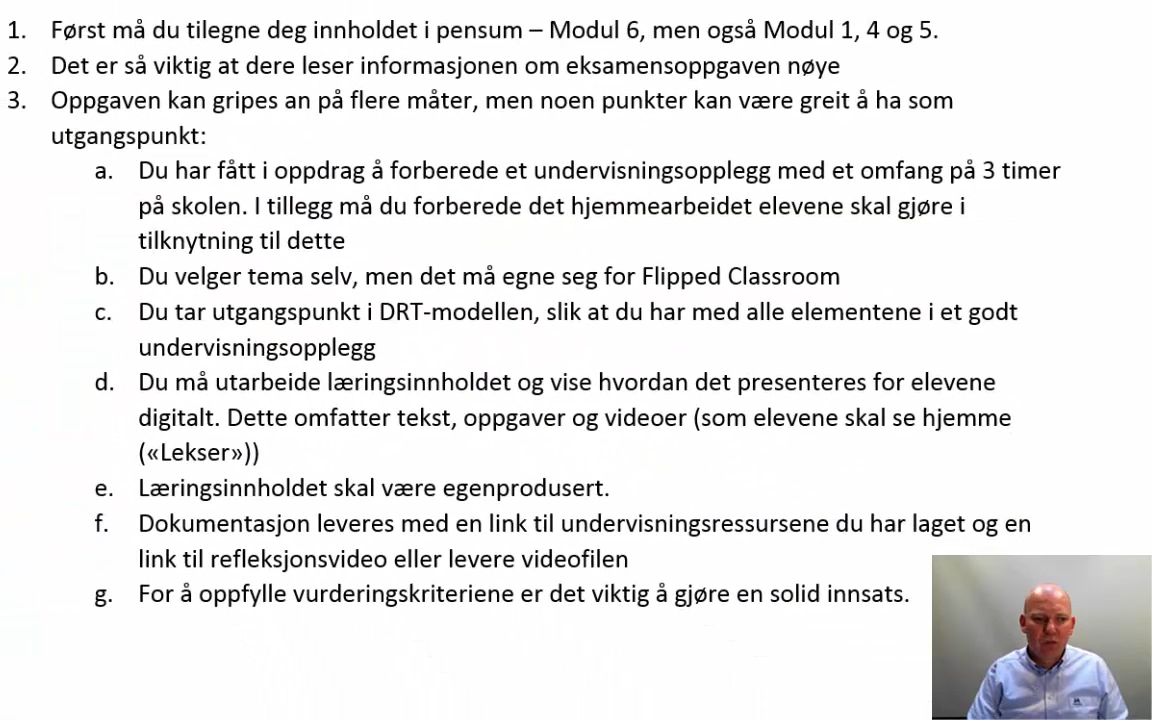 1. Først må du tilegne deg innholdet i pensum – Modul 6, men også Modul 1, 4 og 5.
2. Det er så viktig at dere leser informasjonen om eksamensoppgaven nøye
3. Oppgaven kan gripes an på flere måter, men noen punkter kan være greit å ha som
utgangspunkt:
a. Du har fått i oppdrag å forberede et undervisningsopplegg med et omfang på 3 timer
på skolen. I tillegg må du forberede det hjemmearbeidet elevene skal gjøre i
tilknytning til dette
b. Du velger tema selv, men det må egne seg for Flipped Classroom
c. Du tar utgangspunkt i DRT-modellen, slik at du har med alle elementene i et godt
undervisningsopplegg
d. Du må utarbeide læringsinnholdet og vise hvordan det presenteres for elevene
digitalt. Dette omfatter tekst, oppgaver og videoer (som elevene skal se hjemme
(«Lekser»))
e. Læringsinnholdet skal være egenprodusert.
f. Dokumentasjon leveres med en link til undervisningsressursene du har laget og en
link til refleksjonsvideo eller levere videofilen
g. For å oppfylle vurderingskriteriene er det viktig å gjøre en solid innsats.